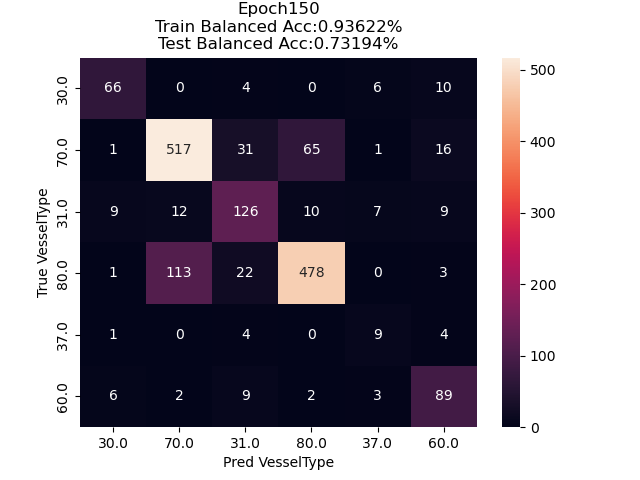 Epoch150
Train Balanced Acc:0.93622%
Test Balanced Acc:0.73194%
30.0 66 0 4 0 6 10
70.0 1 517 31 65 1 16
31.0 9 12 126 10 7 9
80.0 1 113 22 478 0 3
37.0 1 0 4 0 9 4
60.0 6 2 9 2 3 89
30.0 70.0 31.0 80.0 37.0 60.0
Pred VesselType
True VesselType
500
400
300
200
100
0